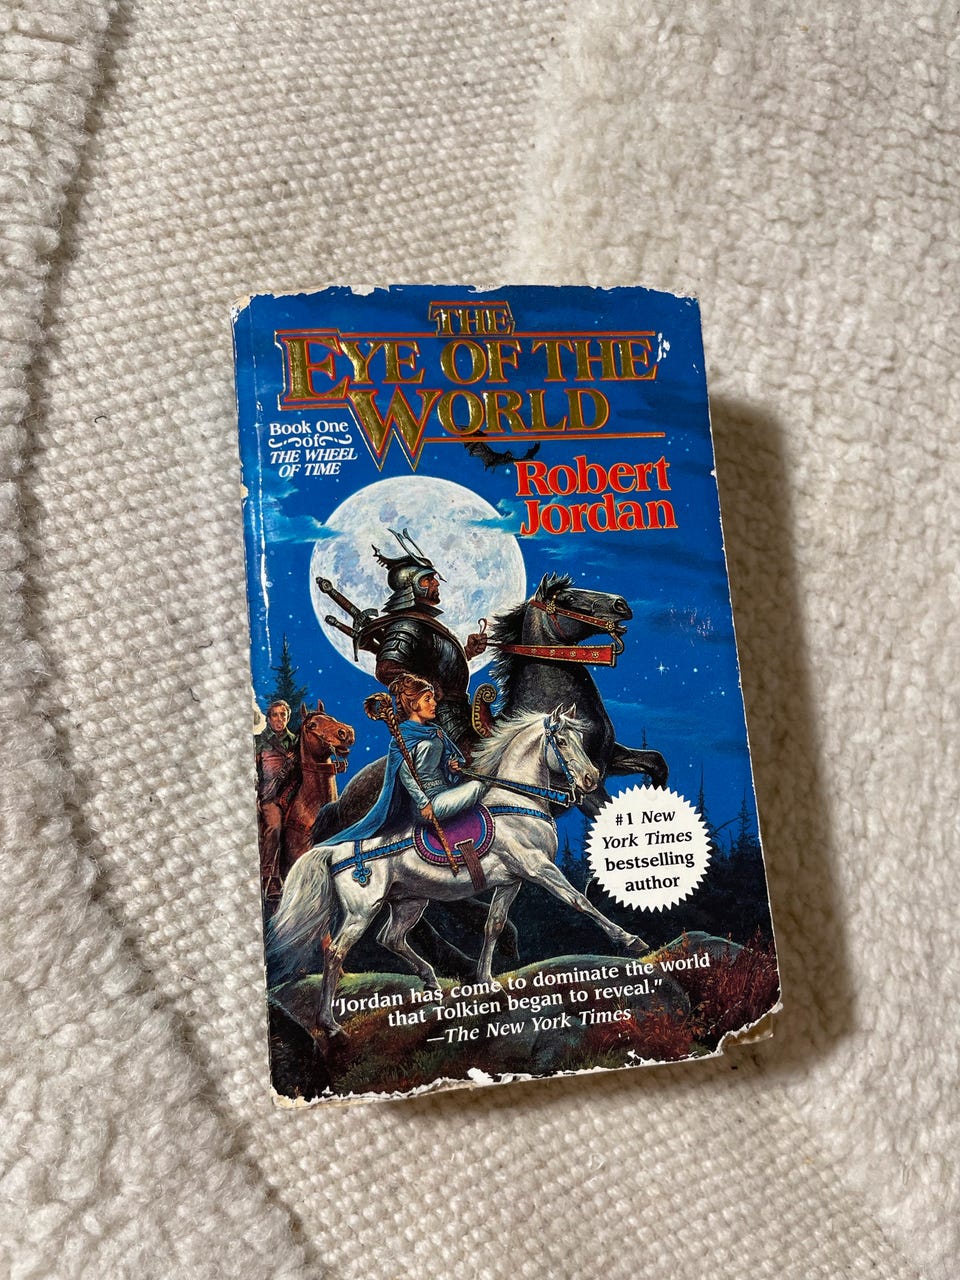 THE
EYE OF THE
WORLD
Book One
of
THE WHEEL
OF TIME
Robert
Jordan
#1 New
York Times
bestselling
author
"Jordan has come to dominate the world
that Tolkien began to reveal."
—The New York Times